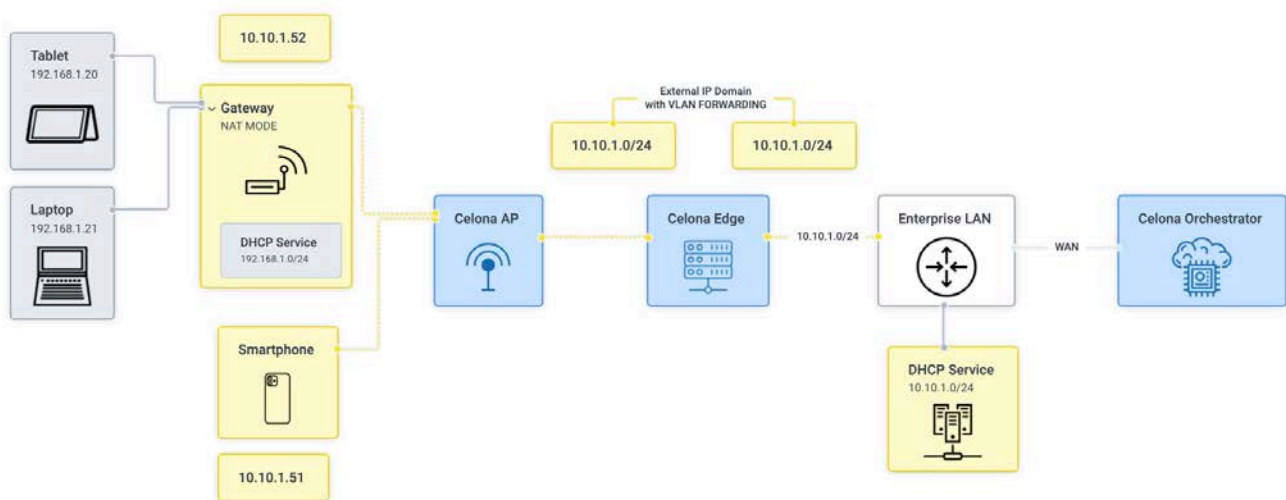 10.10.1.52
Tablet
192.168.1.20
Gateway
NAT MODE
DHCP Service
192.168.1.0/24
Laptop
192.168.1.21
Smartphone
10.10.1.51
External IP Domain
with VLAN FORWARDING
10.10.1.0/24
10.10.1.0/24
Celona AP
Celona Edge
10.10.1.0/24
Enterprise LAN
WAN
Celona Orchestrator
DHCP Service
10.10.1.0/24